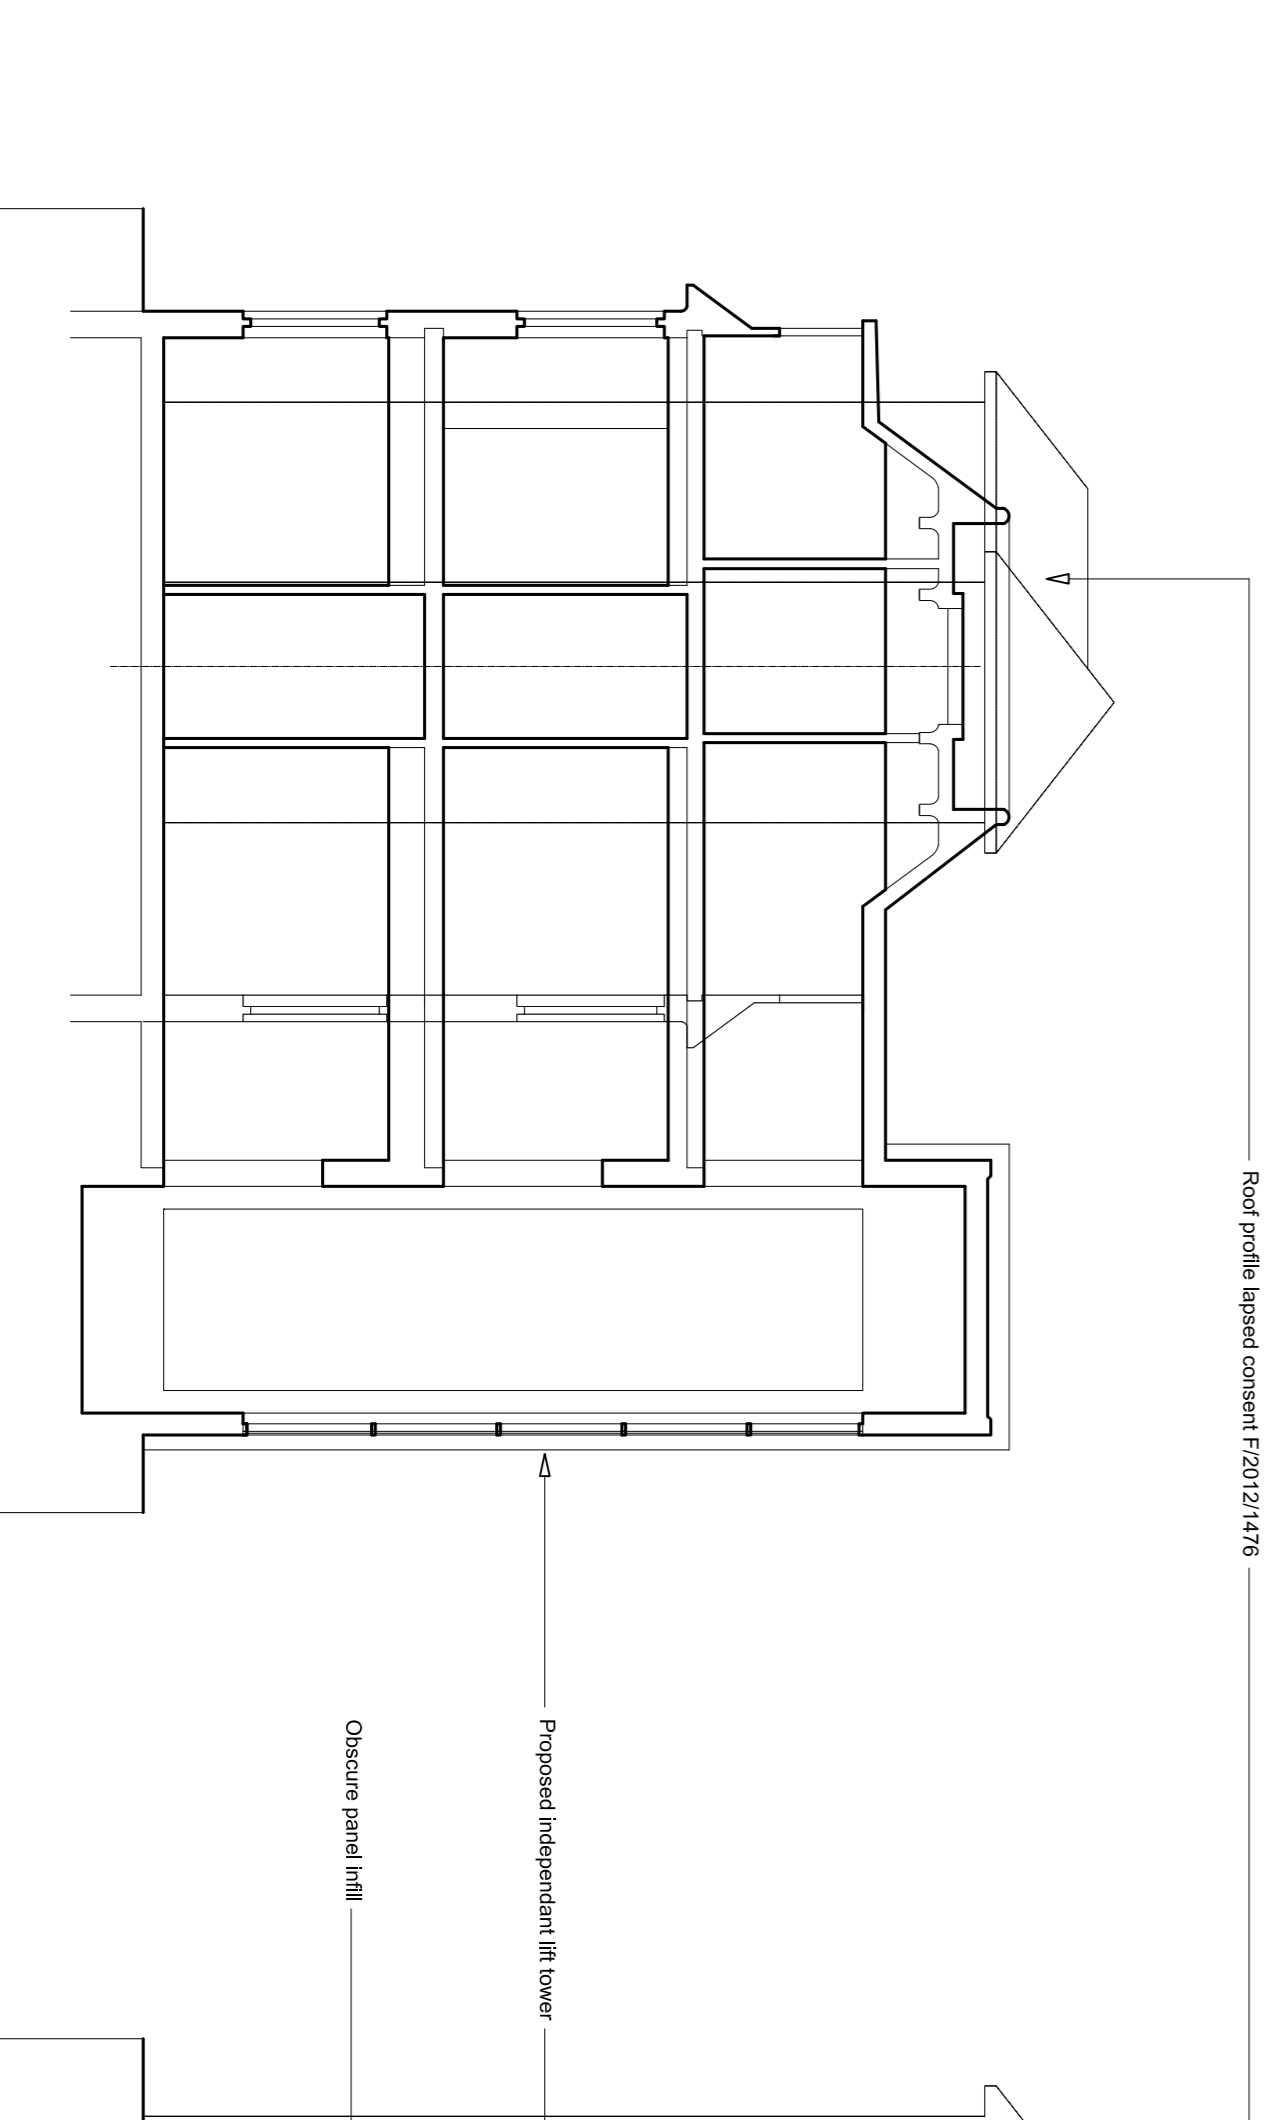 Roof profile lapsed consent F/2012/1476
Proposed independant lift tower
Obscure panel infill